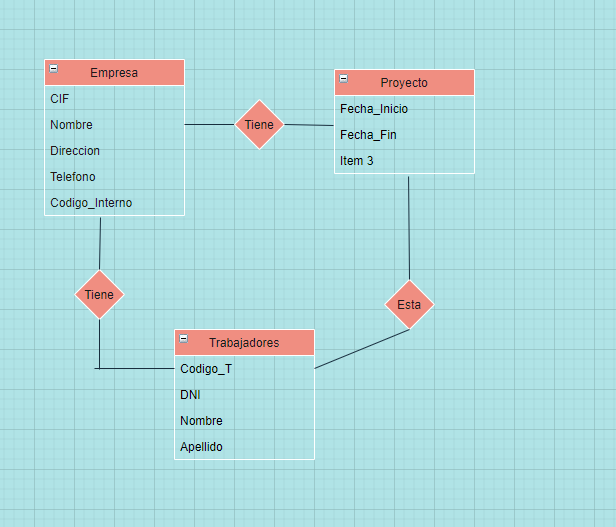 Empresa
CIF
Nombre
Direccion
Telefono
Codigo_Interno
Tiene
Proyecto
Fecha_Inicio
Fecha_Fin
Item 3
Tiene
Esta
Trabajadores
Codigo_T
DNI
Nombre
Apellido